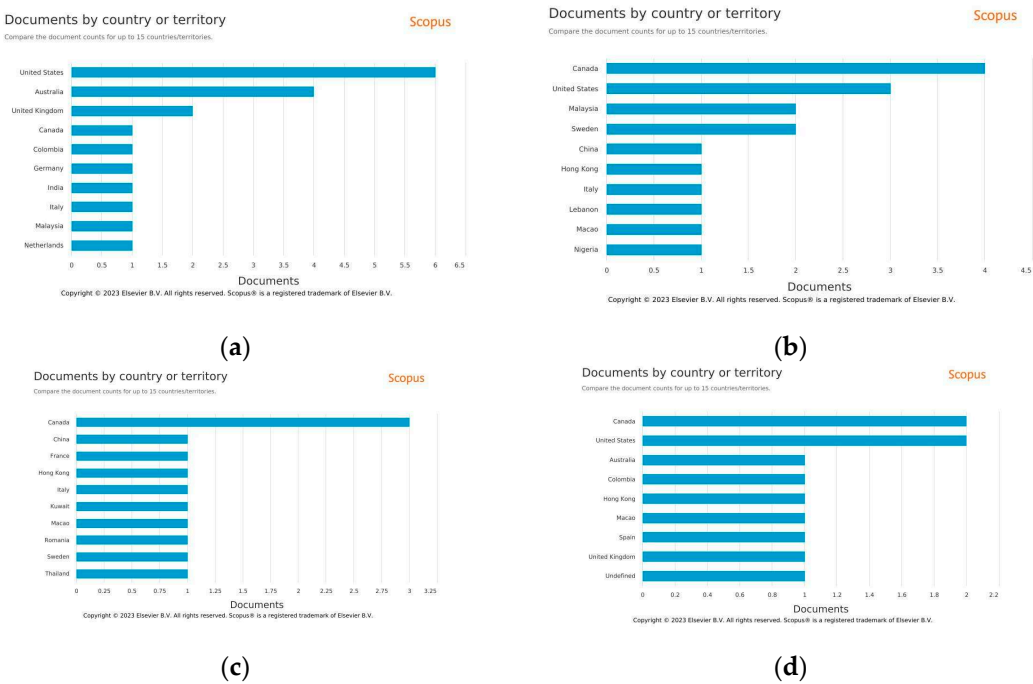 Documents by country or territory
Scopus
Compare the document counts for up to 15 countries/territories.
United States
Australia
United Kingdom
Canada
Colombia
Germany
India
Italy
Malaysia
Netherlands
0 0.5 1 1.5 2 2.5 3 3.5 4 4.5 5 5.5 6 6.5
Documents
Copyright © 2023 Elsevier B.V. All rights reserved. Scopus® is a registered trademark of Elsevier B.V.
(a)
Documents by country or territory
Scopus
Compare the document counts for up to 15 countries/territories.
Canada
United States
Malaysia
Sweden
China
Hong Kong
Italy
Lebanon
Macao
Nigeria
0 0.5 1 1.5 2 2.5 3 3.5 4 4.5
Documents
Copyright © 2023 Elsevier B.V. All rights reserved. Scopus® is a registered trademark of Elsevier B.V.
(b)
Documents by country or territory
Scopus
Compare the document counts for up to 15 countries/territories.
Canada
China
France
Hong Kong
Italy
Kuwait
Macao
Romania
Sweden
Thailand
0 0.25 0.5 0.75 1 1.25 1.5 1.75 2 2.25 2.5 2.75 3 3.25
Documents
Copyright © 2023 Elsevier B.V. All rights reserved. Scopus® is a registered trademark of Elsevier B.V.
(c)
Documents by country or territory
Scopus
Compare the document counts for up to 15 countries/territories.
Canada
United States
Australia
Colombia
Hong Kong
Macao
Spain
United Kingdom
Undefined
0 0.2 0.4 0.6 0.8 1 1.2 1.4 1.6 1.8 2 2.2
Documents
Copyright © 2023 Elsevier B.V. All rights reserved. Scopus® is a registered trademark of Elsevier B.V.
(d)